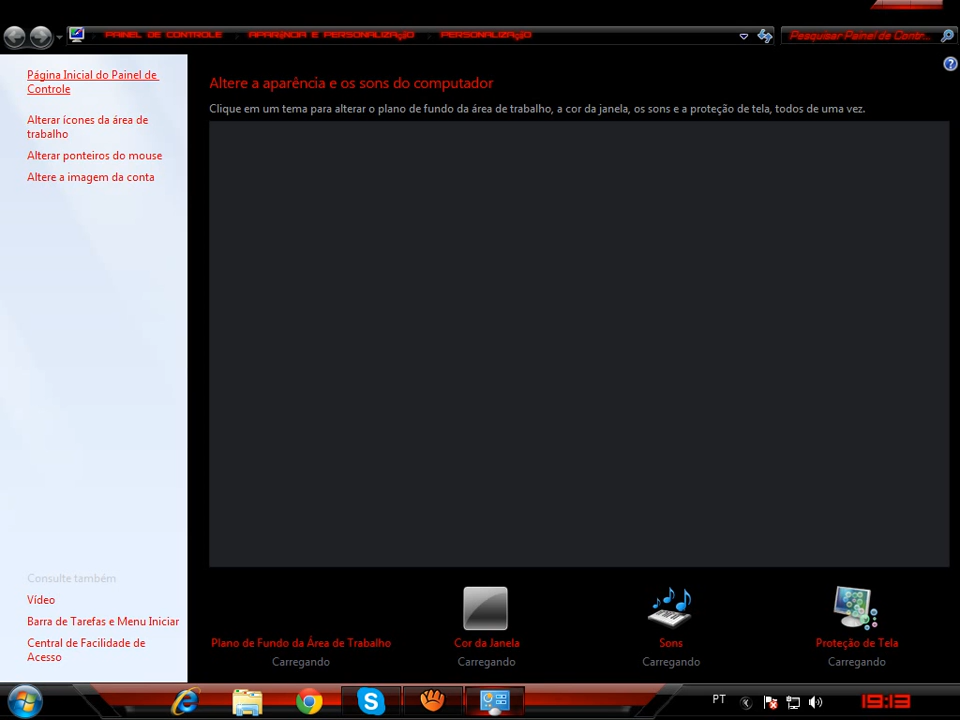 PAINEL DE CONTROLE APARÊNCIA E PERSONALIZAÇÃO PERSONALIZAÇÃO Pesquisar Painel de Contr...
Página Inicial do Painel de
Controle
Alterar ícones da área de
trabalho
Alterar ponteiros do mouse
Altere a imagem da conta
Altere a aparência e os sons do computador
Clique em um tema para alterar o plano de fundo da área de trabalho, a cor da janela, os sons e a proteção de tela, todos de uma vez.
Consulte também
Vídeo
Barra de Tarefas e Menu Iniciar
Central de Facilidade de
Acesso
Plano de Fundo da Área de Trabalho
Carregando
Cor da Janela
Carregando
Sons
Carregando
Proteção de Tela
Carregando
PT 19:13